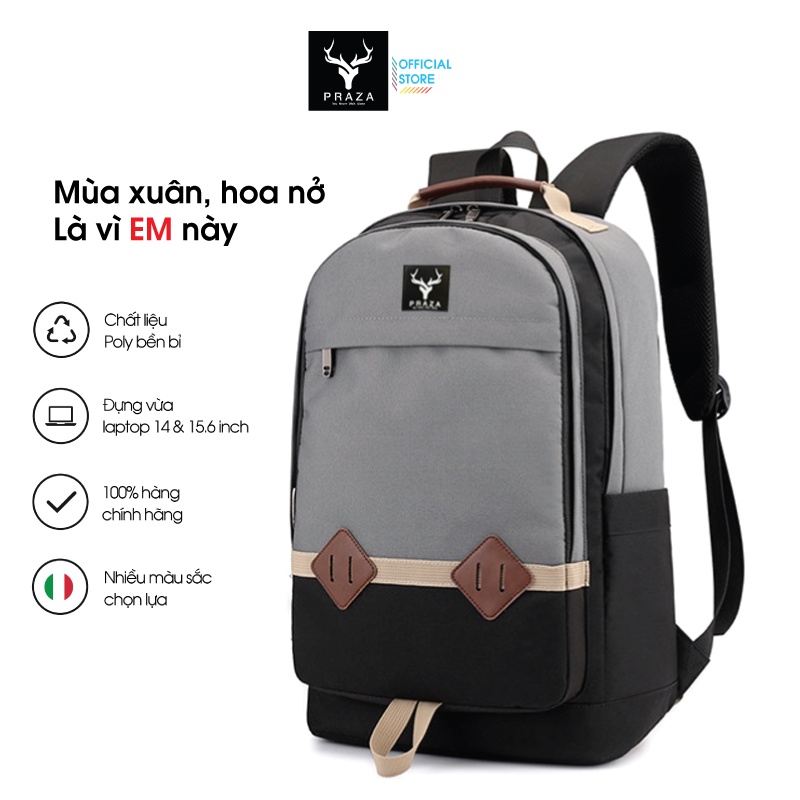 PRAZA
OFFICIAL
STORE
Mùa xuân, hoa nở
Là vì EM này
Chất liệu
Poly bền bỉ
Đựng vừa
laptop 14 & 15.6 inch
100% hàng
chính hãng
Nhiều màu sắc
chọn lựa
PRAZA